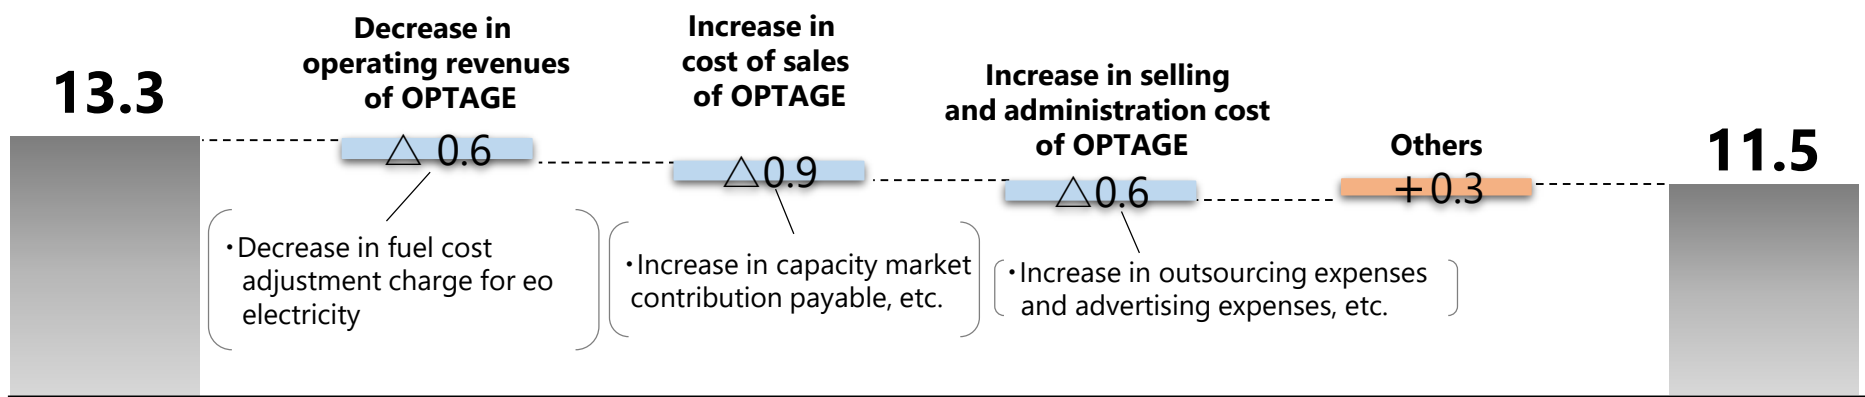 13.3
Decrease in
operating revenues
of OPTAGE
△ 0.6
・Decrease in fuel cost
adjustment charge for eo
electricity
Increase in
cost of sales
of OPTAGE
△0.9
・Increase in capacity market
contribution payable, etc.
Increase in selling
and administration cost
of OPTAGE
△0.6
・Increase in outsourcing expenses
and advertising expenses, etc.
Others
+0.3
11.5